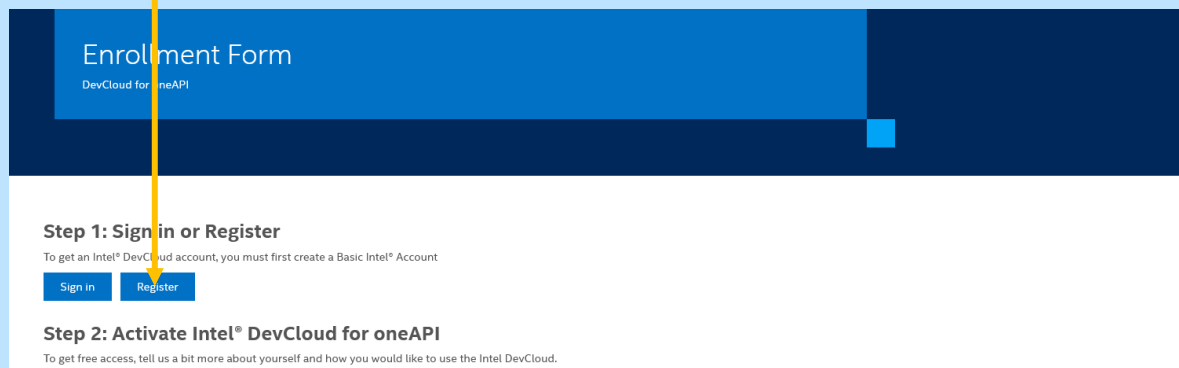 Enrollment Form
DevCloud for oneAPI
Step 1: Sign in or Register
To get an Intel® DevCloud account, you must first create a Basic Intel® Account
Sign in Register
Step 2: Activate Intel® DevCloud for oneAPI
To get free access, tell us a bit more about yourself and how you would like to use the Intel DevCloud.